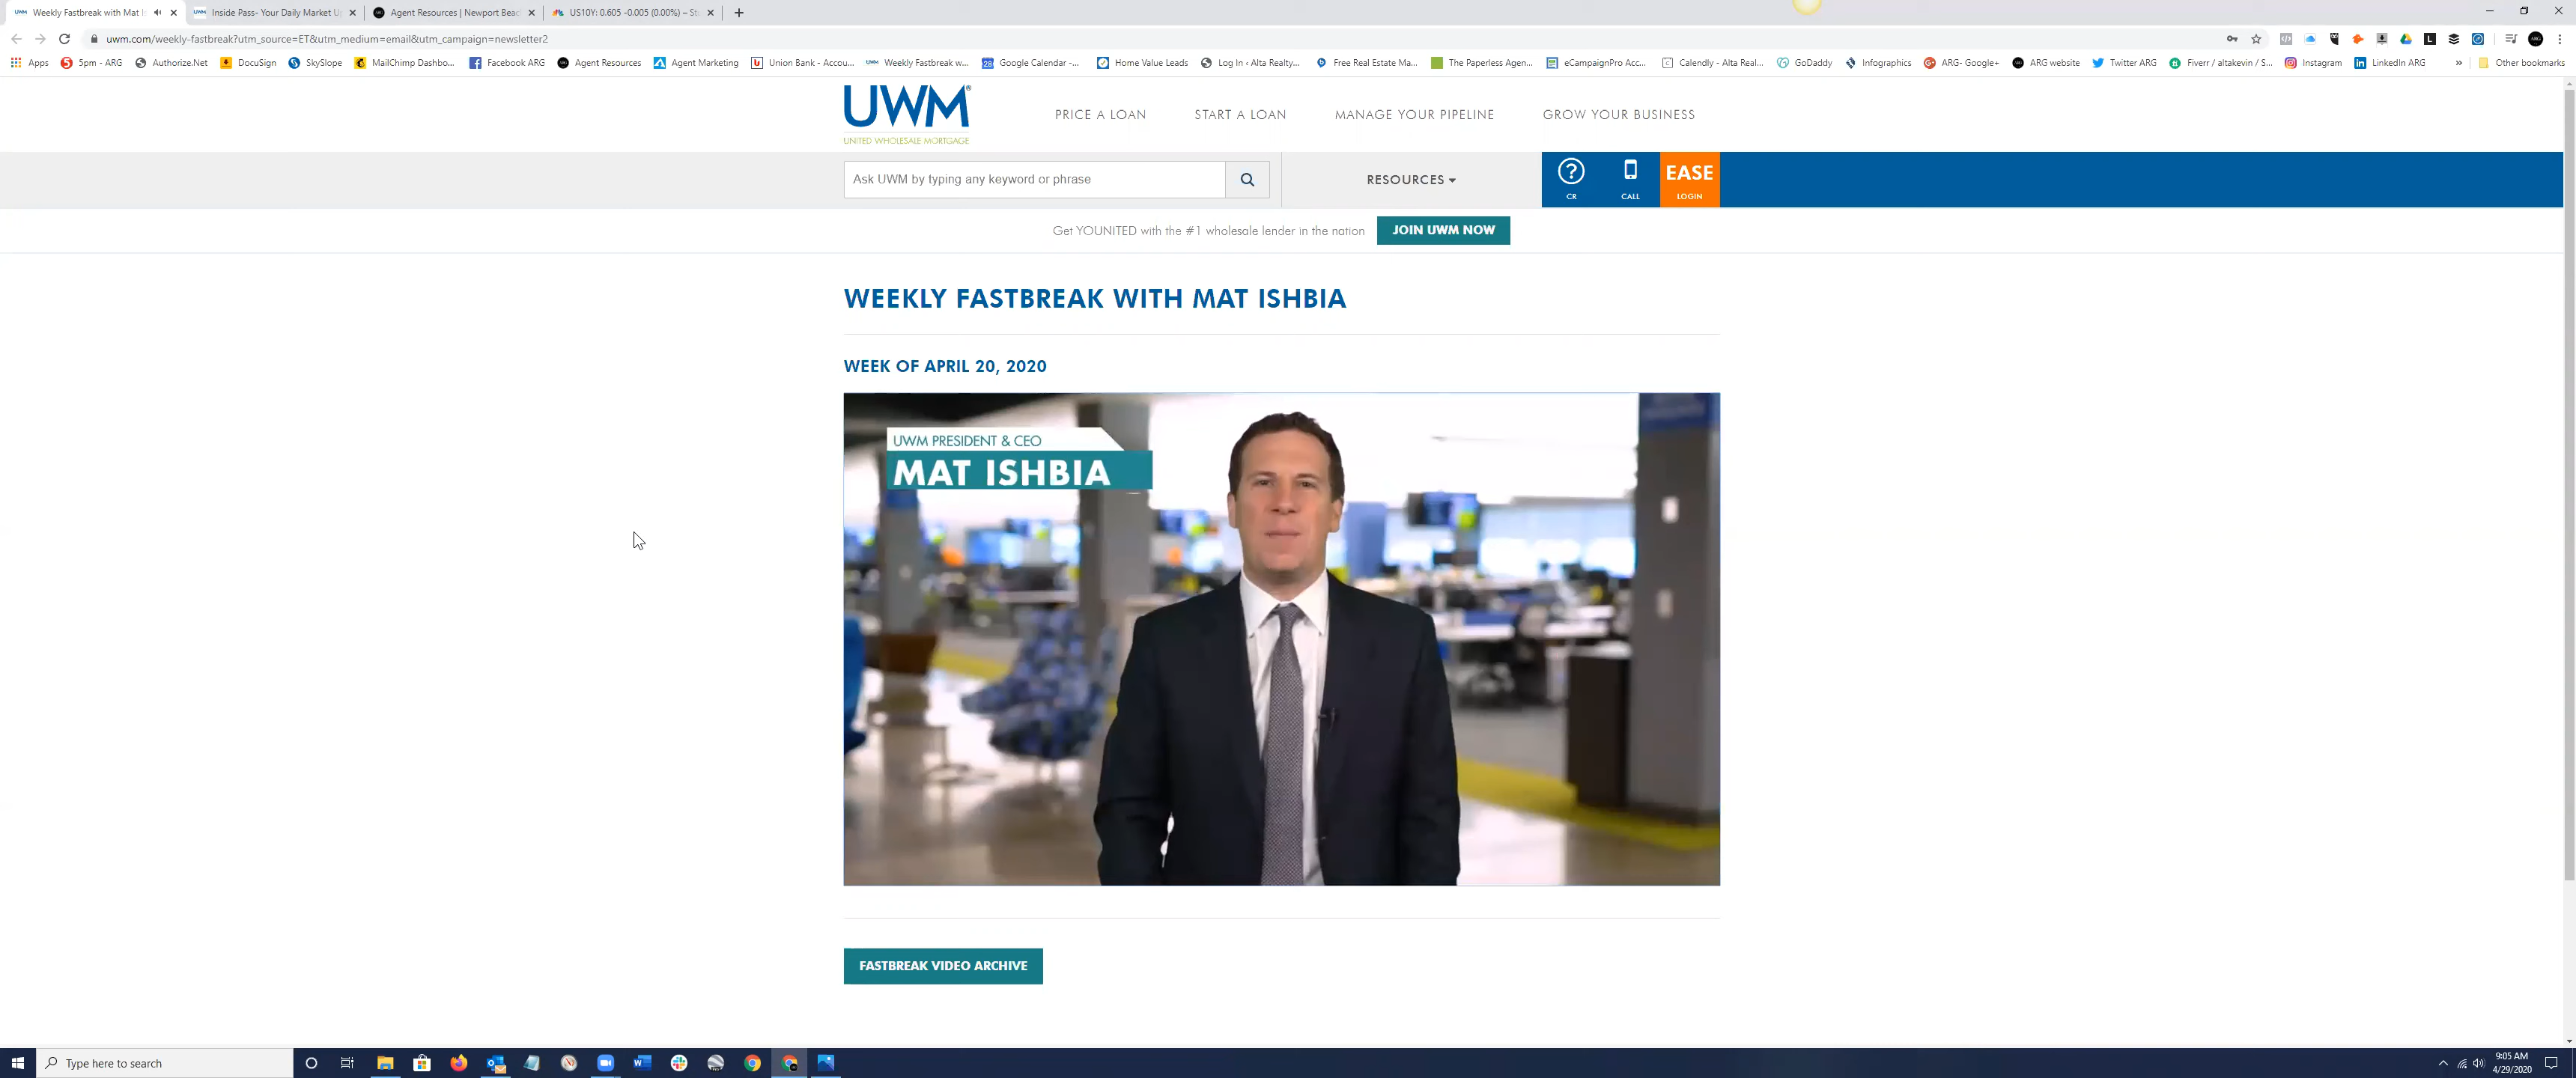 Weekly Fastbreak with Mat Is
Inside Pass- Your Daily Market Up
Agent Resources | Newport Beac
US10Y: 0.605 -0.005 (0.00%) – St
uwm.com/weekly-fastbreak?utm_source=ET&utm_medium=email&utm_campaign=newsletter2
Apps 5pm - ARG Authorize.Net DocuSign SkySlope MailChimp Dashbo... Facebook ARG Agent Resources Agent Marketing Union Bank - Accou... Weekly Fastbreak w... Google Calendar -... Home Value Leads Log In ‹ Alta Realty... Free Real Estate Ma... The Paperless Agen... eCampaignPro Acc... Calendly - Alta Real... GoDaddy Infographics ARG- Google+ ARG website Twitter ARG Fiverr / altakevin / S... Instagram LinkedIn ARG » Other bookmarks
UWM
UNITED WHOLESALE MORTGAGE
PRICE A LOAN START A LOAN MANAGE YOUR PIPELINE GROW YOUR BUSINESS
Ask UWM by typing any keyword or phrase
RESOURCES
CR
CALL
EASE
LOGIN
Get YOUNITED with the #1 wholesale lender in the nation JOIN UWM NOW
WEEKLY FASTBREAK WITH MAT ISHBIA
WEEK OF APRIL 20, 2020
UWM PRESIDENT & CEO
MAT ISHBIA
FASTBREAK VIDEO ARCHIVE
Type here to search
9:05 AM
4/29/2020